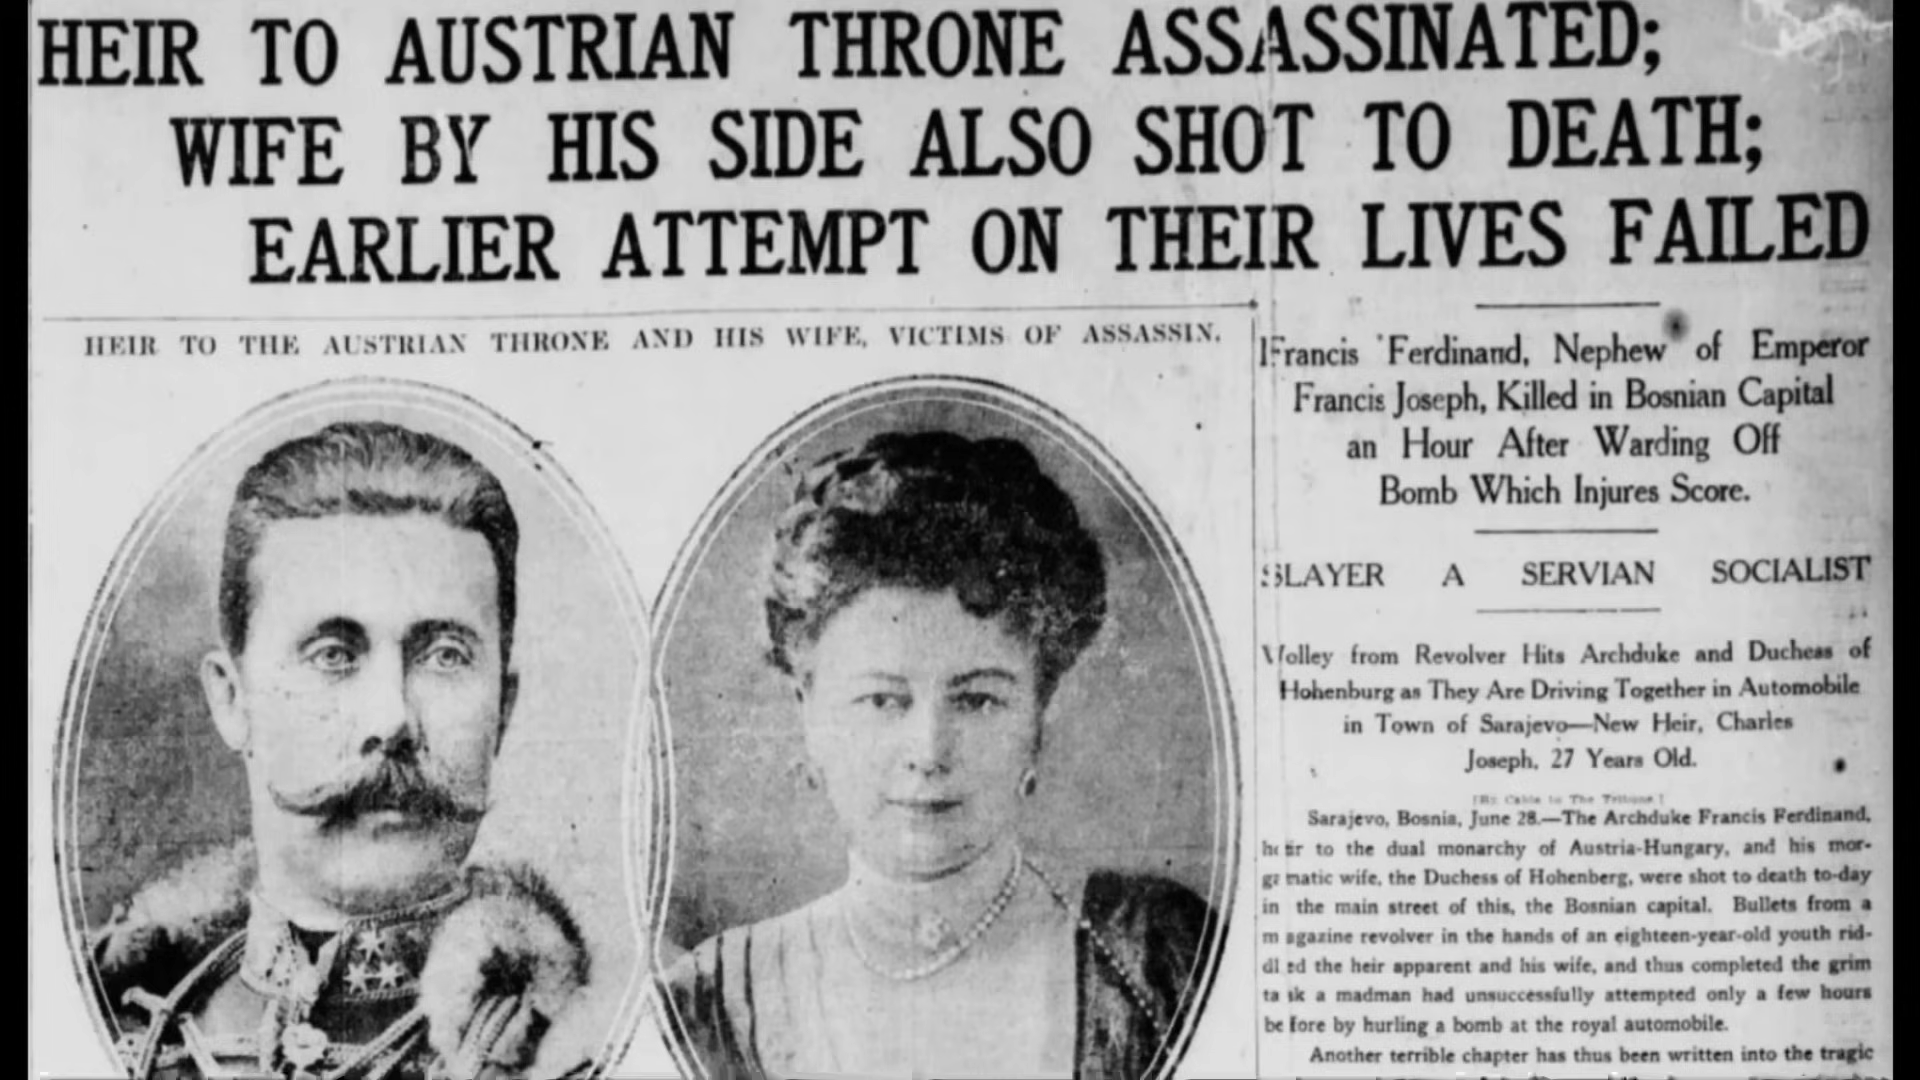 HEIR TO AUSTRIAN THRONE ASSASSINATED;
WIFE BY HIS SIDE ALSO SHOT TO DEATH;
EARLIER ATTEMPT ON THEIR LIVES FAILED
HEIR TO THE AUSTRIAN THRONE AND HIS WIFE, VICTIMS OF ASSASSIN.
Francis Ferdinand, Nephew of Emperor
Francis Joseph, Killed in Bosnian Capital
an Hour After Warding Off
Bomb Which Injures Score.
SLAYER A SERVIAN SOCIALIST
Volley from Revolver Hits Archduke and Duchess of
Hohenburg as They Are Driving Together in Automobile
in Town of Sarajevo—New Heir, Charles
Joseph, 27 Years Old.
[By Cable to The Tribune]
Sarajevo, Bosnia, June 28.—The Archduke Francis Ferdinand,
heir to the dual monarchy of Austria-Hungary, and his mor-
ganatic wife, the Duchess of Hohenberg, were shot to death to-day
in the main street of this, the Bosnian capital. Bullets from a
magazine revolver in the hands of an eighteen-year-old youth rid-
dled the heir apparent and his wife, and thus completed the grim
task a madman had unsuccessfully attempted only a few hours
before by hurling a bomb at the royal automobile.
Another terrible chapter has thus been written into the tragic